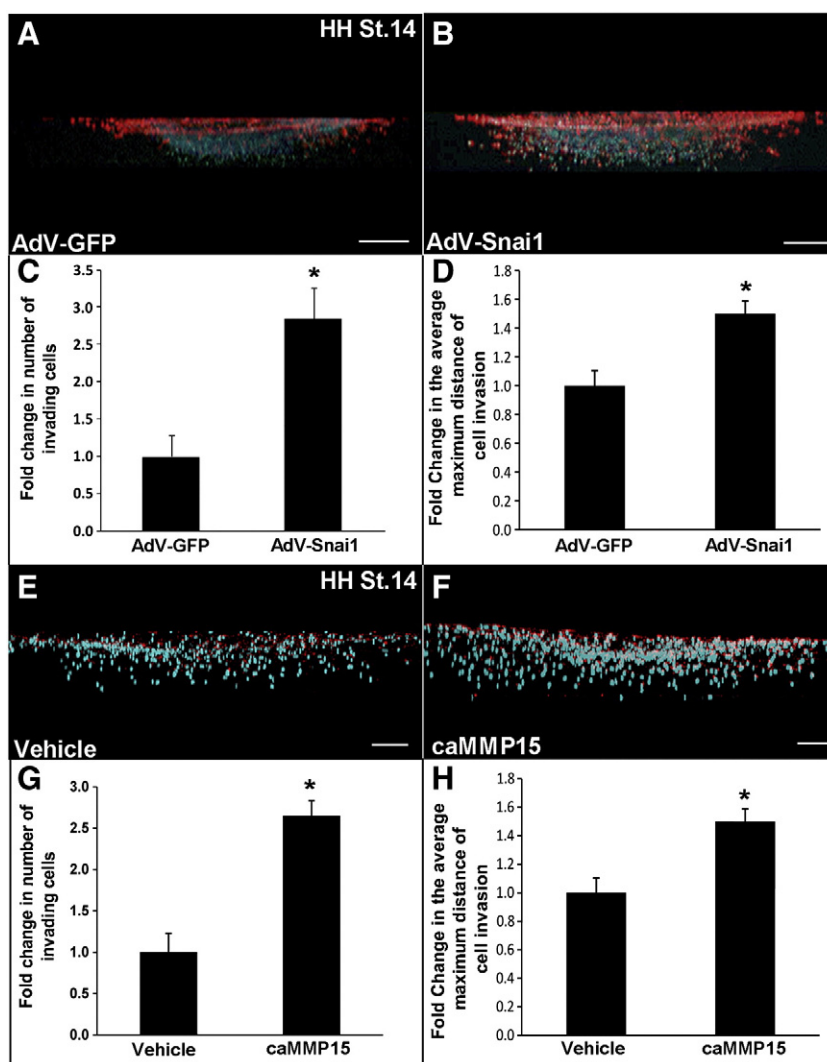 A
HH St.14
AdV-GFP
B
AdV-Snai1
C
Fold change in number of
invading cells
3.5
3.0
2.5
2.0
1.5
1.0
0.5
0.0
*
AdV-GFP
AdV-Snai1
D
Fold Change in the average
maximum distance of
cell invasion
1.8
1.6
1.4
1.2
1.0
0.8
0.6
0.4
0.2
0.0
*
AdV-GFP
AdV-Snai1
E
HH St.14
Vehicle
F
caMMP15
G
Fold change in number of
invading cells
3.0
2.5
2.0
1.5
1.0
0.5
0.0
*
Vehicle
caMMP15
H
Fold Change in the average
maximum distance of
cell invasion
1.8
1.6
1.4
1.2
1.0
0.8
0.6
0.4
0.2
0.0
*
Vehicle
caMMP15